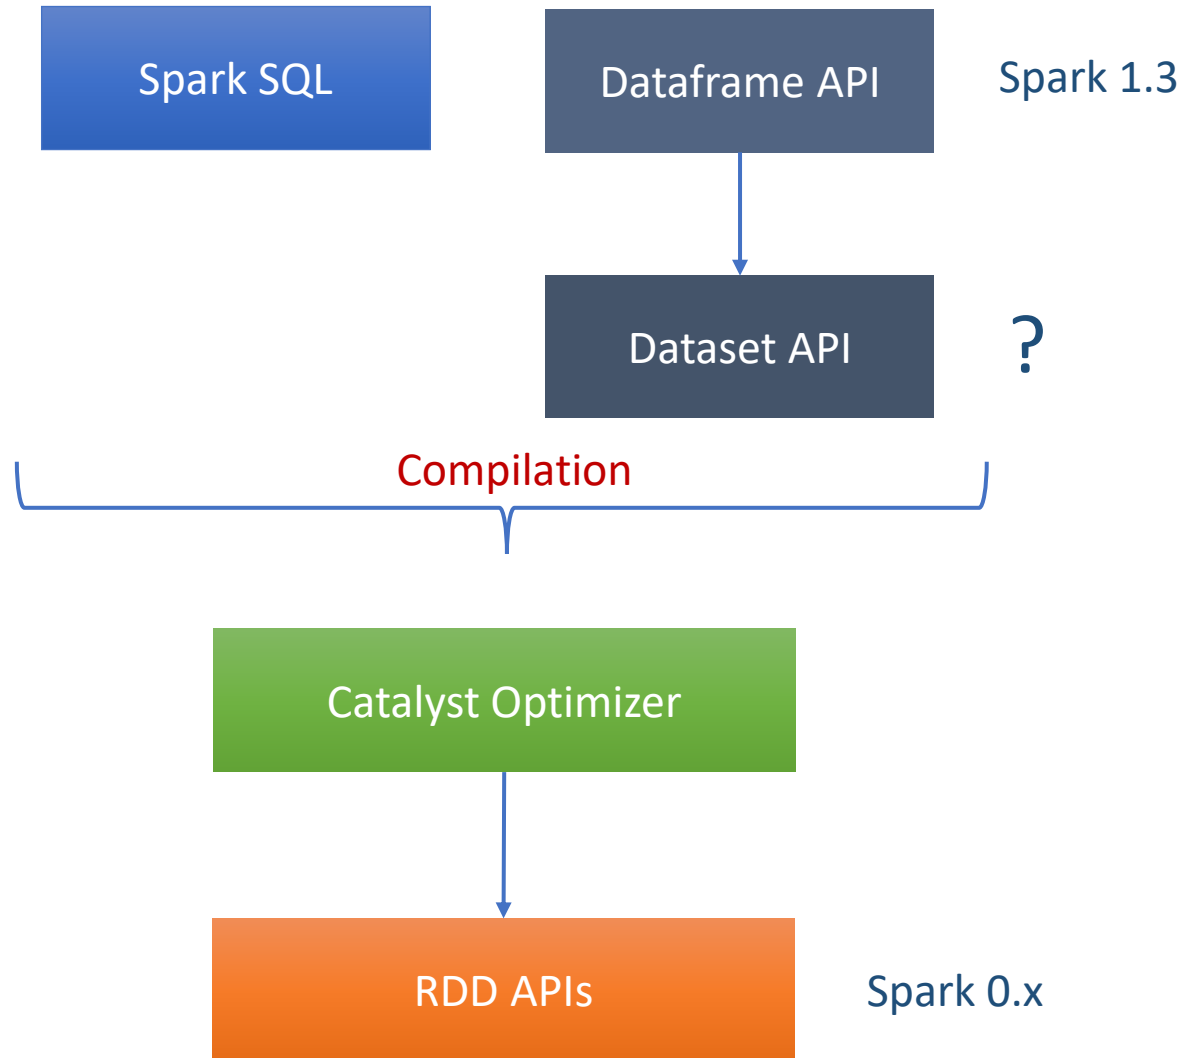 Spark SQL
Dataframe API
Spark 1.3
Dataset API
?
Compilation
Catalyst Optimizer
RDD APIs
Spark 0.x